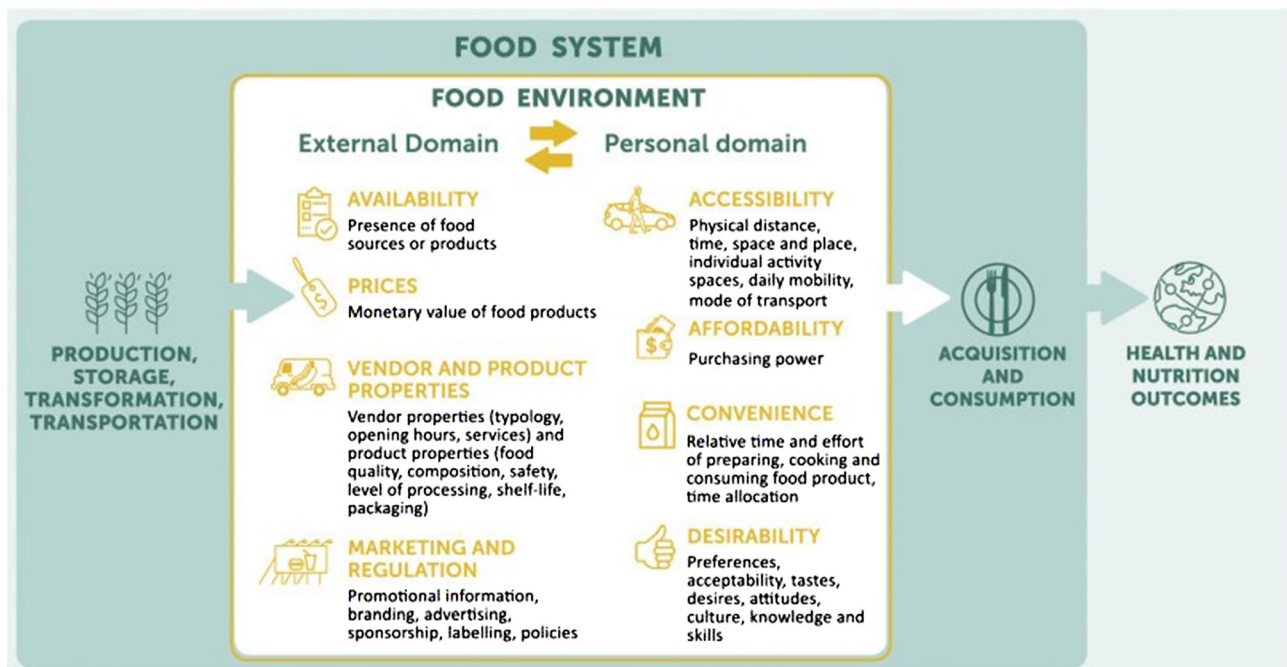 FOOD SYSTEM
FOOD ENVIRONMENT
External Domain
Personal domain
AVAILABILITY
Presence of food
sources or products
PRICES
Monetary value of food products
VENDOR AND PRODUCT
PROPERTIES
Vendor properties (typology,
opening hours, services) and
product properties (food
quality, composition, safety,
level of processing, shelf-life,
packaging)
MARKETING AND
REGULATION
Promotional information,
branding, advertising,
sponsorship, labelling, policies
ACCESSIBILITY
Physical distance,
time, space and place,
individual activity
spaces, daily mobility,
mode of transport
AFFORDABILITY
Purchasing power
CONVENIENCE
Relative time and effort
of preparing, cooking and
consuming food product,
time allocation
DESIRABILITY
Preferences,
acceptability, tastes,
desires, attitudes,
culture, knowledge and
skills
PRODUCTION,
STORAGE,
TRANSFORMATION,
TRANSPORTATION
ACQUISITION
AND
CONSUMPTION
HEALTH AND
NUTRITION
OUTCOMES